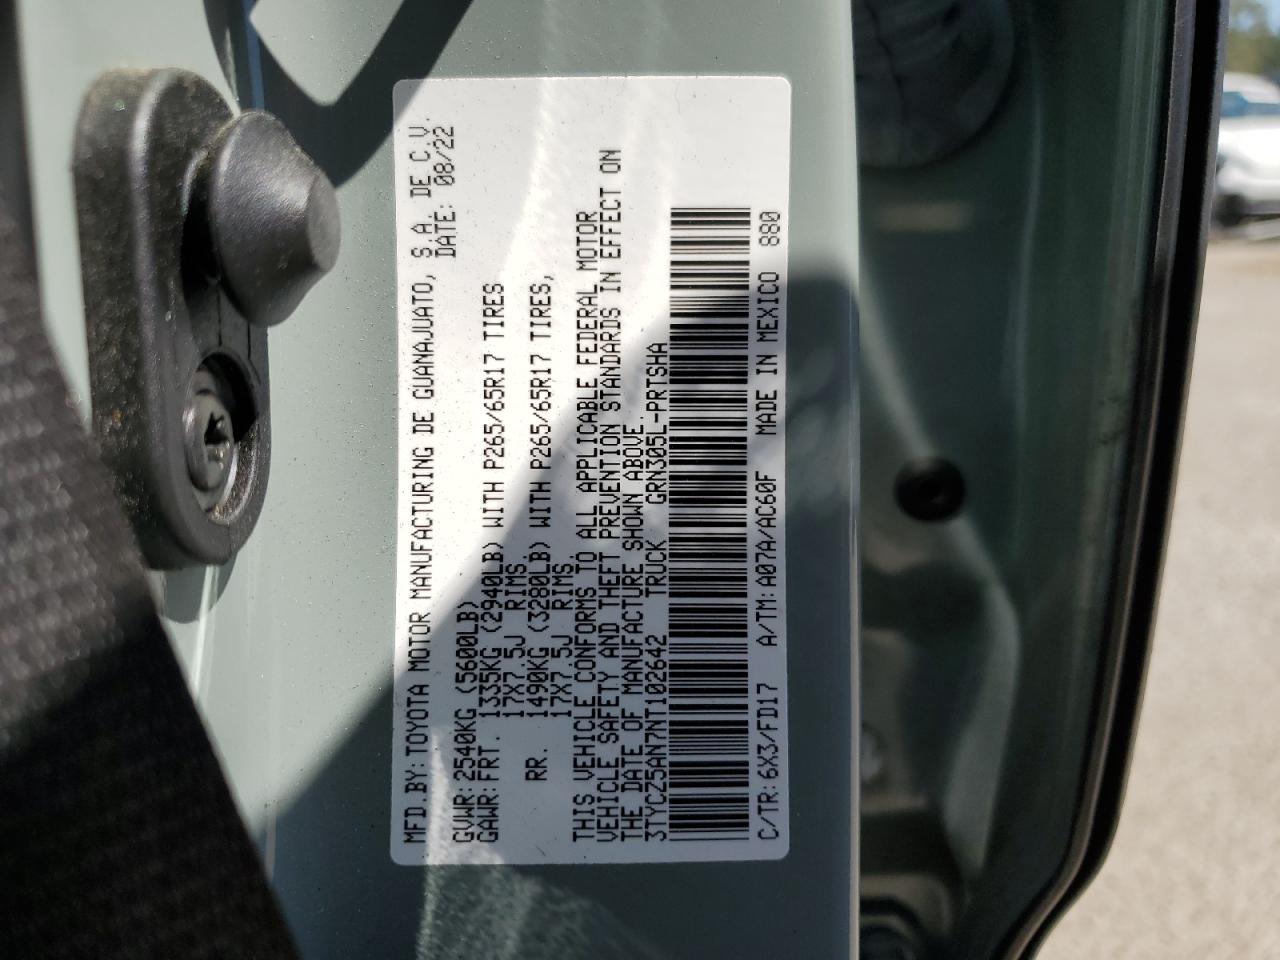 MFD.BY: TOYOTA MOTOR MANUFACTURING DE GUANAJUATO, S.A. DE C.V.
DATE: 08/22
GVWR: 2540KG (5600LB)
GAWR: FRT. 1335KG (2940LB) WITH P265/65R17 TIRES
17X7.5J RIMS.
RR. 1490KG (3280LB) WITH P265/65R17 TIRES,
17X7.5J RIMS.
THIS VEHICLE CONFORMS TO ALL APPLICABLE FEDERAL MOTOR
VEHICLE SAFETY AND THEFT PREVENTION STANDARDS IN EFFECT ON
THE DATE OF MANUFACTURE SHOWN ABOVE.
3TYCZ5AN7NT102642 TRUCK GRN305L-PRTSHA
C/TR: 6X3/FD17 A/TM: A07A/AC60F MADE IN MEXICO 880